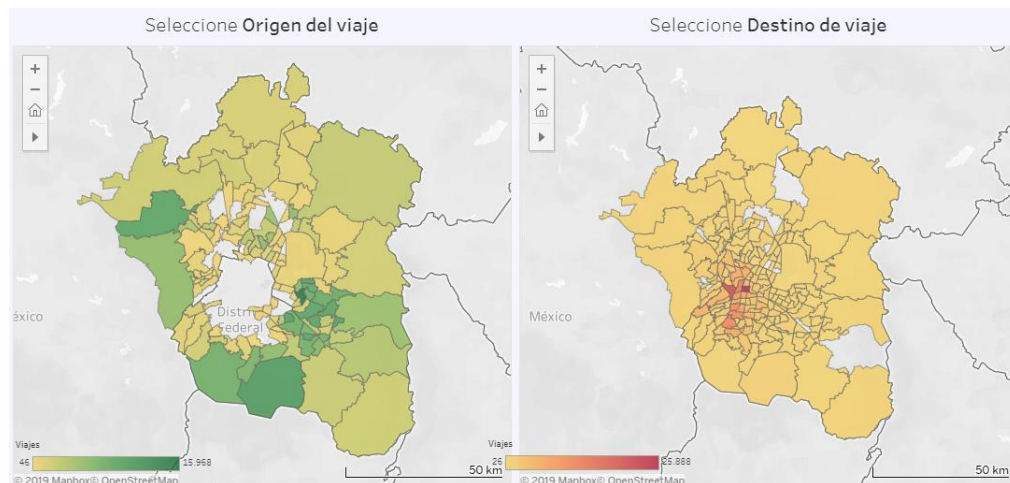 Seleccione Origen del viaje
Seleccione Destino de viaje
+
−
+
−
Distri
Federal
éxico
México
Viajes
46
15.968
50 km
© 2019 Mapbox© OpenStreetMap
Viajes
26
25.888
50 km
© 2019 Mapbox© OpenStreetMap